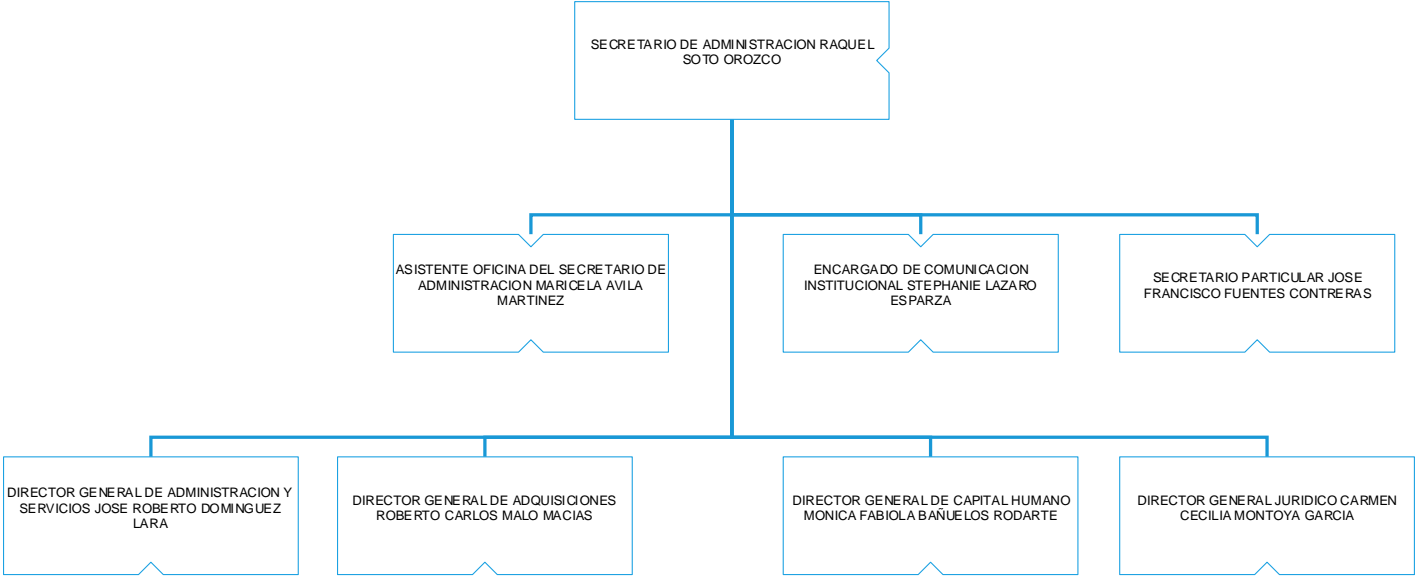 SECRETARIO DE ADMINISTRACION RAQUEL
SOTO OROZCO
ASISTENTE OFICINA DEL SECRETARIO DE
ADMINISTRACION MARICELA AVILA
MARTINEZ
ENCARGADO DE COMUNICACION
INSTITUCIONAL STEPHANIE LAZARO
ESPARZA
SECRETARIO PARTICULAR JOSE
FRANCISCO FUENTES CONTRERAS
DIRECTOR GENERAL DE ADMINISTRACION Y
SERVICIOS JOSE ROBERTO DOMINGUEZ
LARA
DIRECTOR GENERAL DE ADQUISICIONES
ROBERTO CARLOS MALO MACIAS
DIRECTOR GENERAL DE CAPITAL HUMANO
MONICA FABIOLA BAÑUELOS RODARTE
DIRECTOR GENERAL JURIDICO CARMEN
CECILIA MONTOYA GARCIA